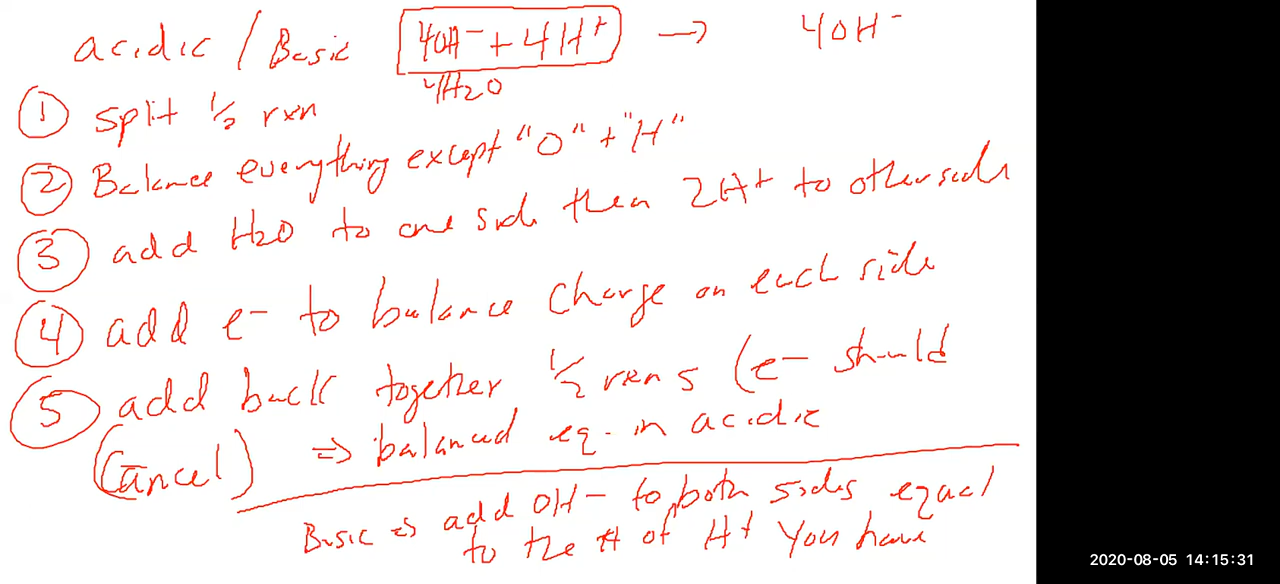 acidic / Basic 4OH⁻ + 4H⁺ → 4OH⁻
4H2O
① split ½ rxn
② Balance everything except "O" + "H"
③ add H2O to one side then 2H+ to other side
④ add e⁻ to balance charge on each side
⑤ add back together ½ rxns (e⁻ should
cancel) ⇒ balanced eq. in acidic
Basic ⇒ add OH⁻ to both sides equal
to the # of H+ you have
2020-08-05 14:15:31